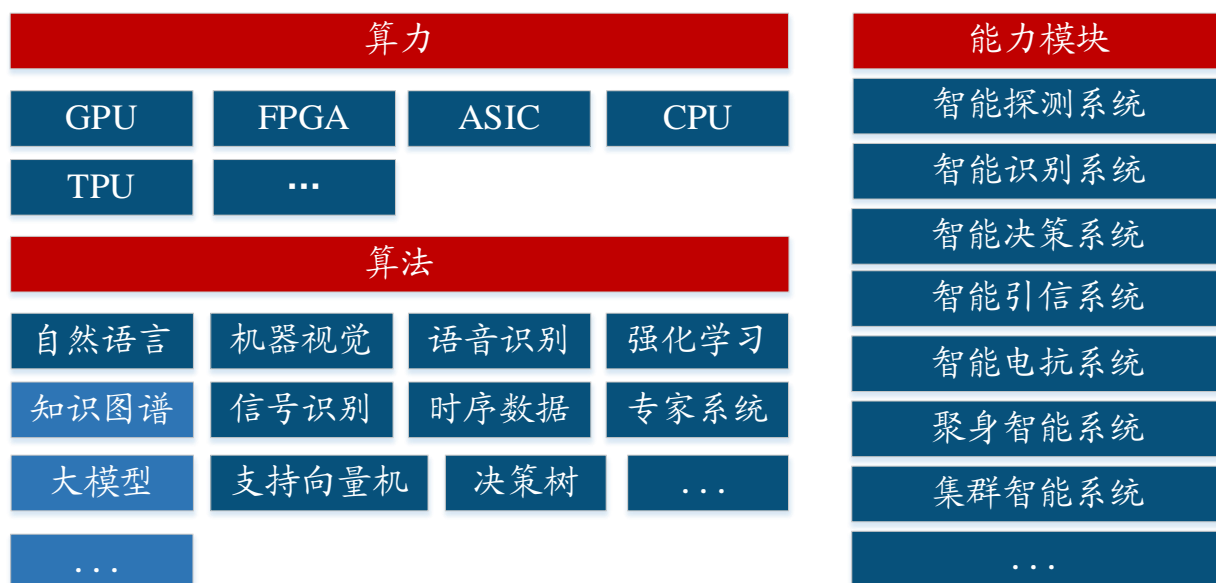 算力
GPU FPGA ASIC CPU
TPU ...
算法
自然语言 机器视觉 语音识别 强化学习
知识图谱 信号识别 时序数据 专家系统
大模型 支持向量机 决策树 ...
...
能力模块
智能探测系统
智能识别系统
智能决策系统
智能引信系统
智能电抗系统
聚身智能系统
集群智能系统
...